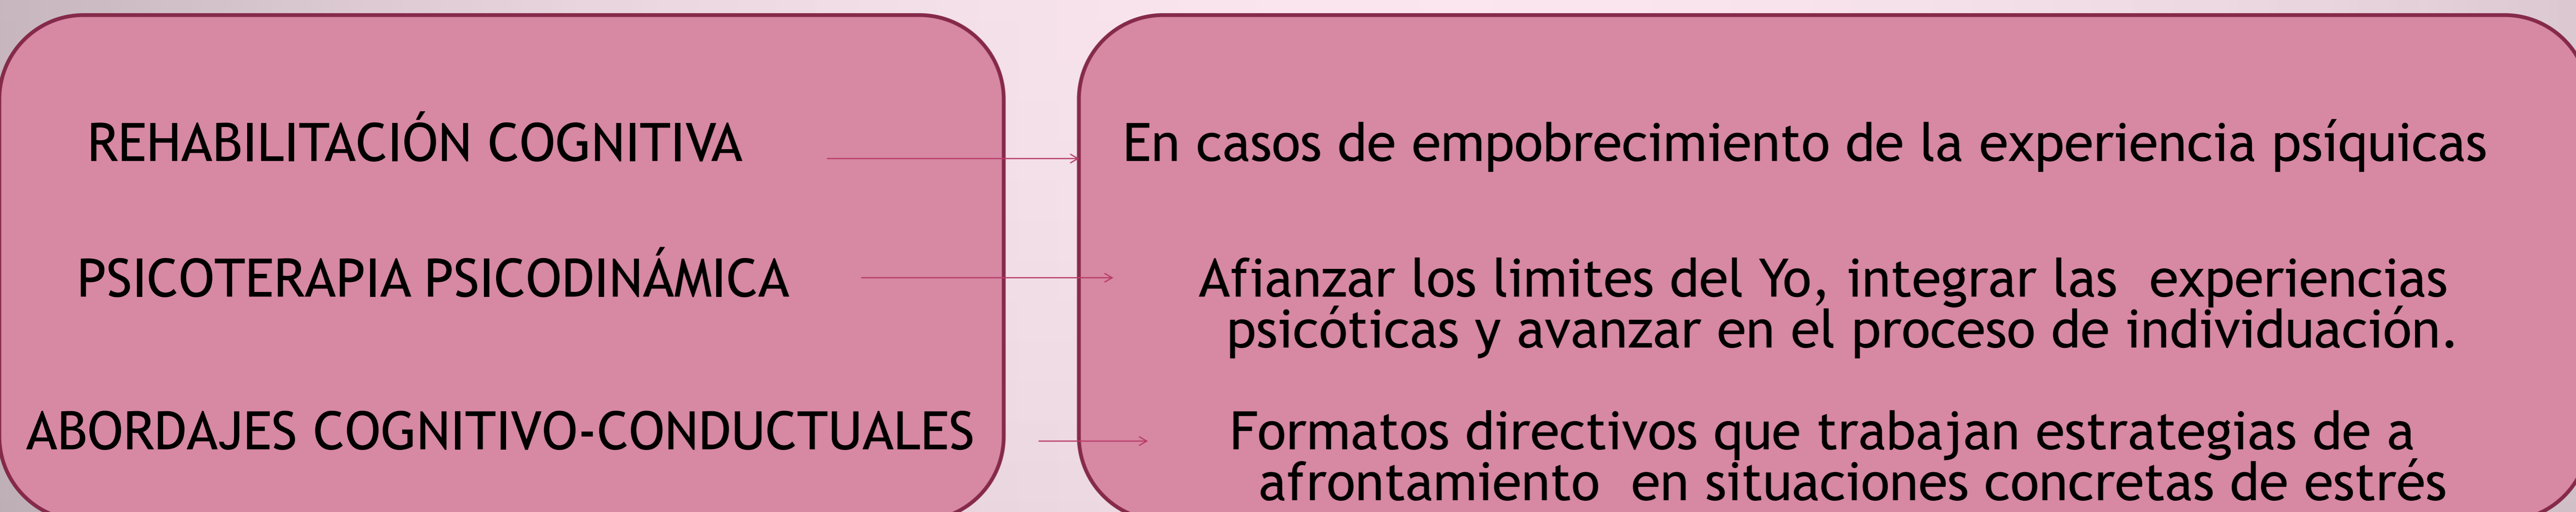 REHABILITACIÓN COGNITIVA
En casos de empobrecimiento de la experiencia psíquicas
PSICOTERAPIA PSICODINÁMICA
Afianzar los limites del Yo, integrar las  experiencias
psicóticas y avanzar en el proceso de individuación.
ABORDAJES COGNITIVO-CONDUCTUALES
Formatos directivos que trabajan estrategias de a
afrontamiento  en situaciones concretas de estrés